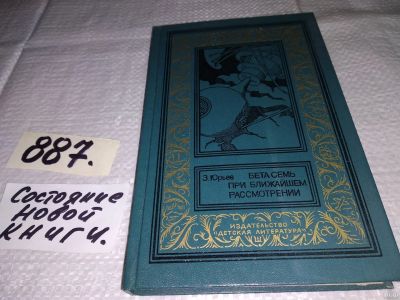 887.
Состояние
Новой
книги.
З. Юрьев БЕТА СЕМЬ
ПРИ БЛИЖАЙШЕМ
РАССМОТРЕНИИ
ИЗДАТЕЛЬСТВО
"ДЕТСКАЯ ЛИТЕРАТУРА"